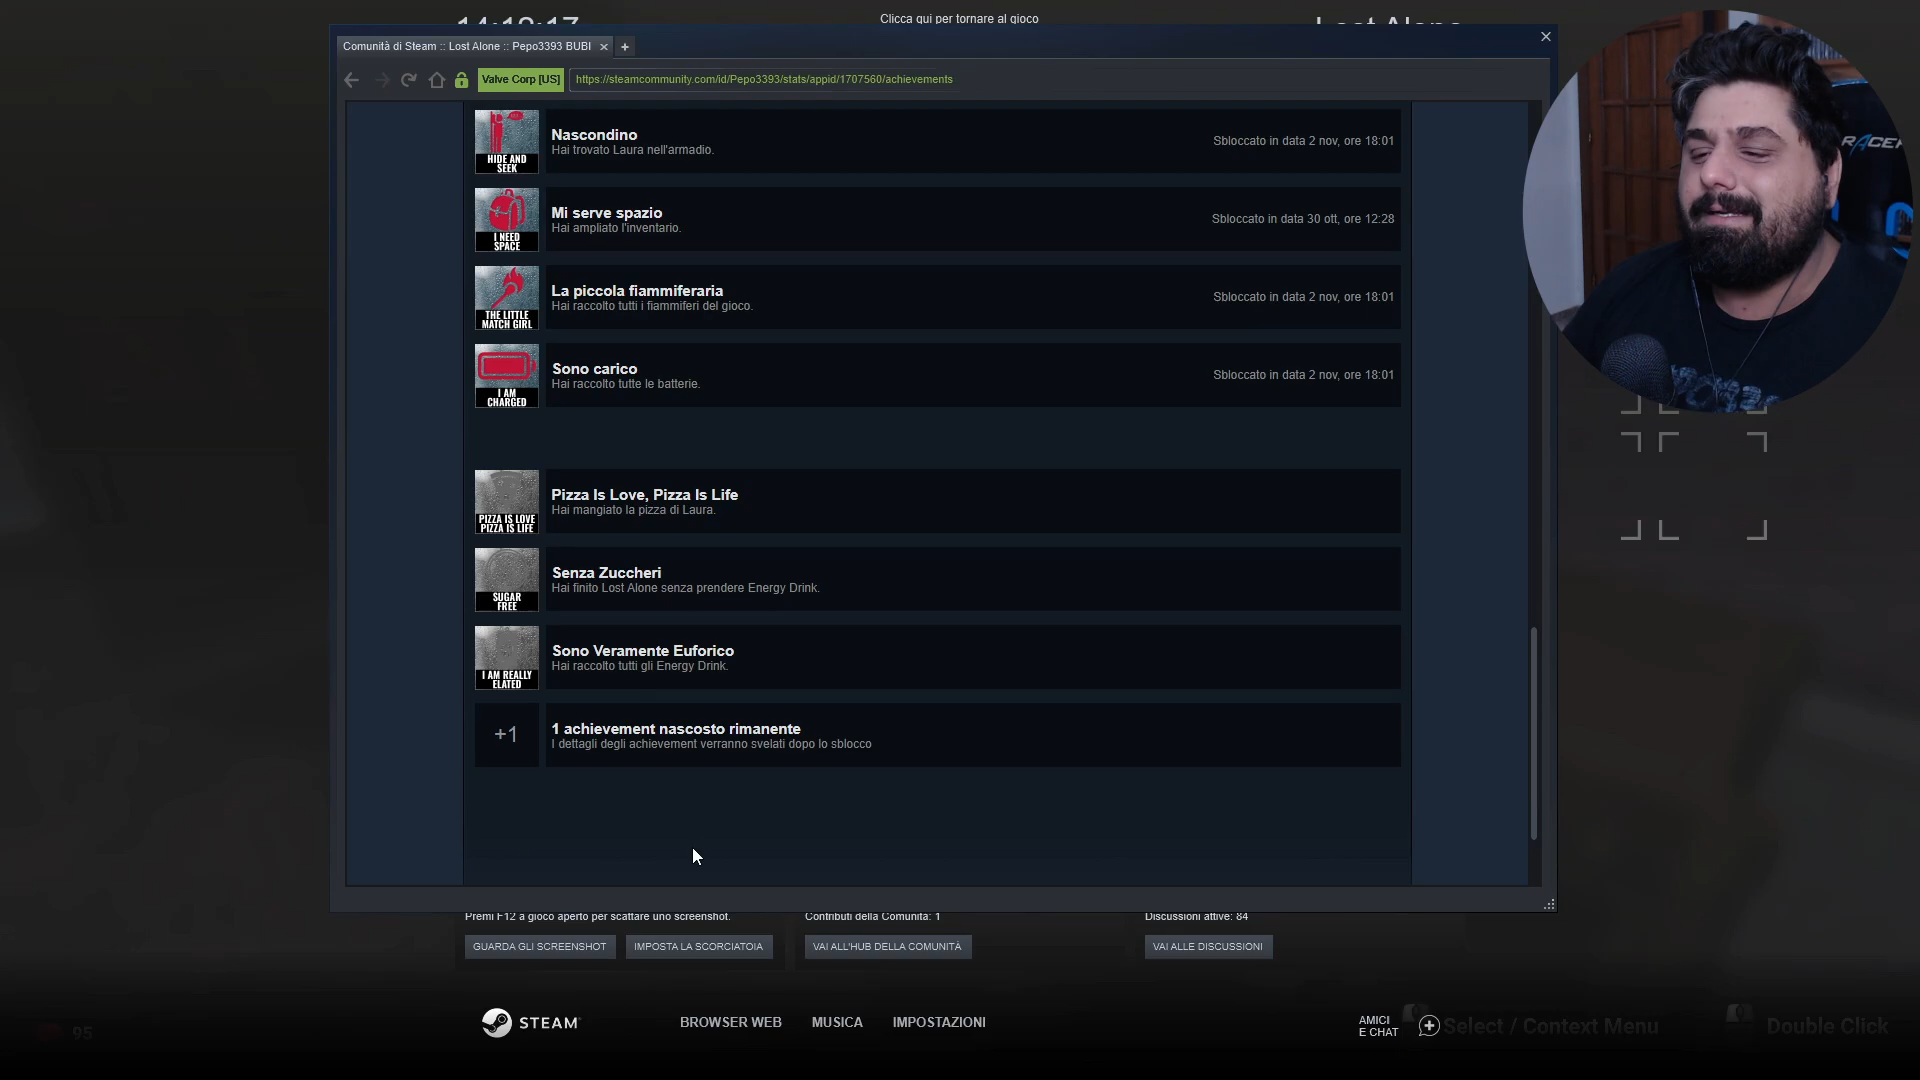 Clicca qui per tornare al gioco
14:12:17
Lost Alone
Comunità di Steam :: Lost Alone :: Pepo3393 BUBI
Valve Corp [US]
https://steamcommunity.com/id/Pepo3393/stats/appid/1707560/achievements
HIDE AND
SEEK
Nascondino
Hai trovato Laura nell'armadio.
Sbloccato in data 2 nov, ore 18:01
I NEED
SPACE
Mi serve spazio
Hai ampliato l'inventario.
Sbloccato in data 30 ott, ore 12:28
THE LITTLE
MATCH GIRL
La piccola fiammiferaria
Hai raccolto tutti i fiammiferi del gioco.
Sbloccato in data 2 nov, ore 18:01
I AM
CHARGED
Sono carico
Hai raccolto tutte le batterie.
Sbloccato in data 2 nov, ore 18:01
PIZZA IS LOVE
PIZZA IS LIFE
Pizza Is Love, Pizza Is Life
Hai mangiato la pizza di Laura.
SUGAR
FREE
Senza Zuccheri
Hai finito Lost Alone senza prendere Energy Drink.
I AM REALLY
ELATED
Sono Veramente Euforico
Hai raccolto tutti gli Energy Drink.
+1
1 achievement nascosto rimanente
I dettagli degli achievement verranno svelati dopo lo sblocco
Premi F12 a gioco aperto per scattare uno screenshot.
Contributi della Comunità: 1
Discussioni attive: 84
GUARDA GLI SCREENSHOT
IMPOSTA LA SCORCIATOIA
VAI ALL'HUB DELLA COMUNITÀ
VAI ALLE DISCUSSIONI
STEAM
BROWSER WEB
MUSICA
IMPOSTAZIONI
AMICI
E CHAT
Select / Context Menu
Double Click
95